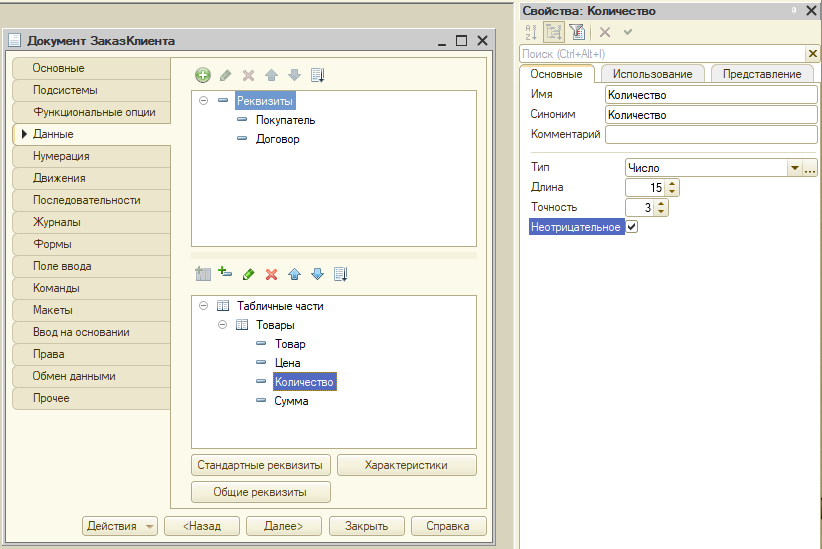 Документ ЗаказКлиента
Основные
Подсистемы
Функциональные опции
Данные
Нумерация
Движения
Последовательности
Журналы
Формы
Поле ввода
Команды
Макеты
Ввод на основании
Права
Обмен данными
Прочее
Реквизиты
Покупатель
Договор
Табличные части
Товары
Товар
Цена
Количество
Сумма
Стандартные реквизиты
Характеристики
Общие реквизиты
Действия
<Назад
Далее>
Закрыть
Справка
Свойства: Количество
Поиск (Ctrl+Alt+I)
Основные
Использование
Представление
Имя Количество
Синоним Количество
Комментарий
Тип Число ...
Длина 15
Точность 3
Неотрицательное